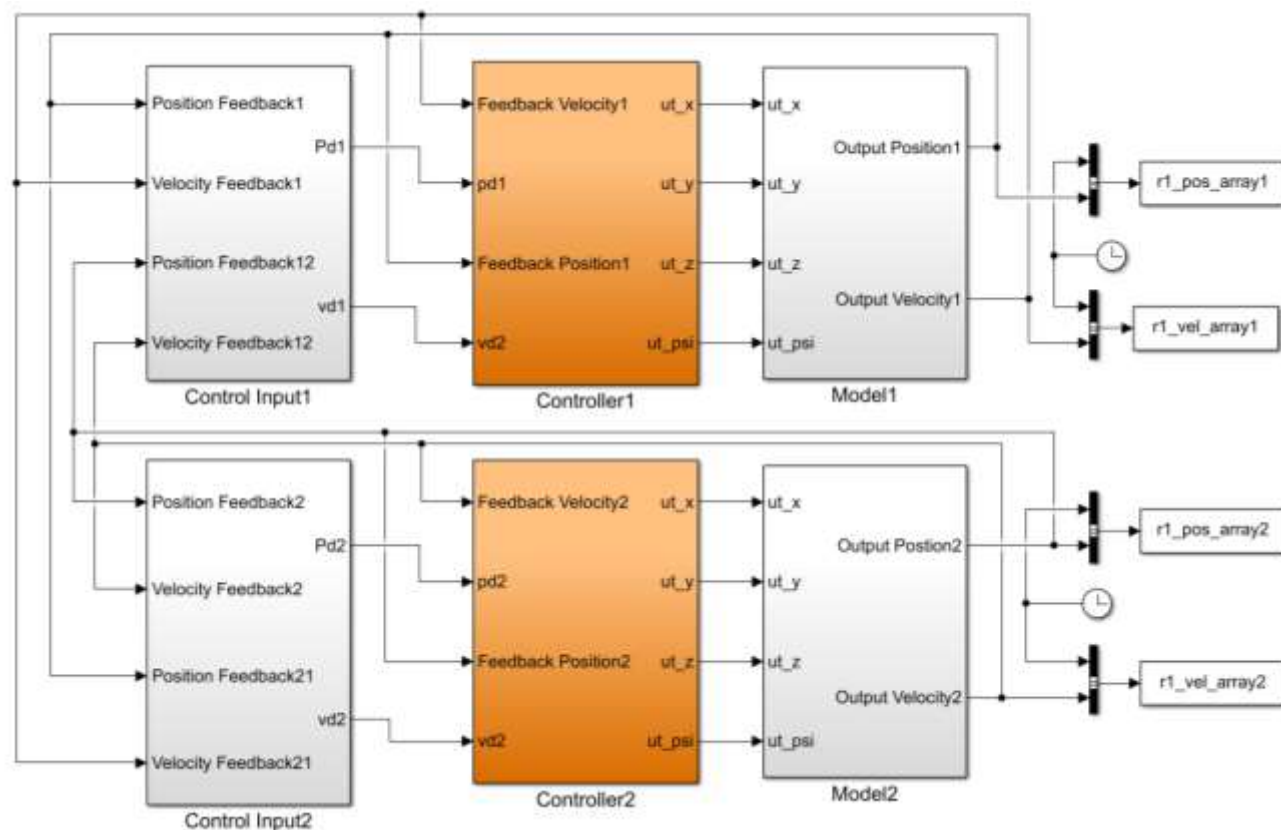 Position Feedback1
Velocity Feedback1
Position Feedback12
Velocity Feedback12
Pd1
vd1
Control Input1
Feedback Velocity1
pd1
Feedback Position1
vd2
ut_x
ut_y
ut_z
ut_psi
Controller1
ut_x
ut_y
ut_z
ut_psi
Output Position1
Output Velocity1
Model1
r1_pos_array1
r1_vel_array1
Position Feedback2
Velocity Feedback2
Position Feedback21
Velocity Feedback21
Pd2
vd2
Control Input2
Feedback Velocity2
pd2
Feedback Position2
vd2
ut_x
ut_y
ut_z
ut_psi
Controller2
ut_x
ut_y
ut_z
ut_psi
Output Postion2
Output Velocity2
Model2
r1_pos_array2
r1_vel_array2